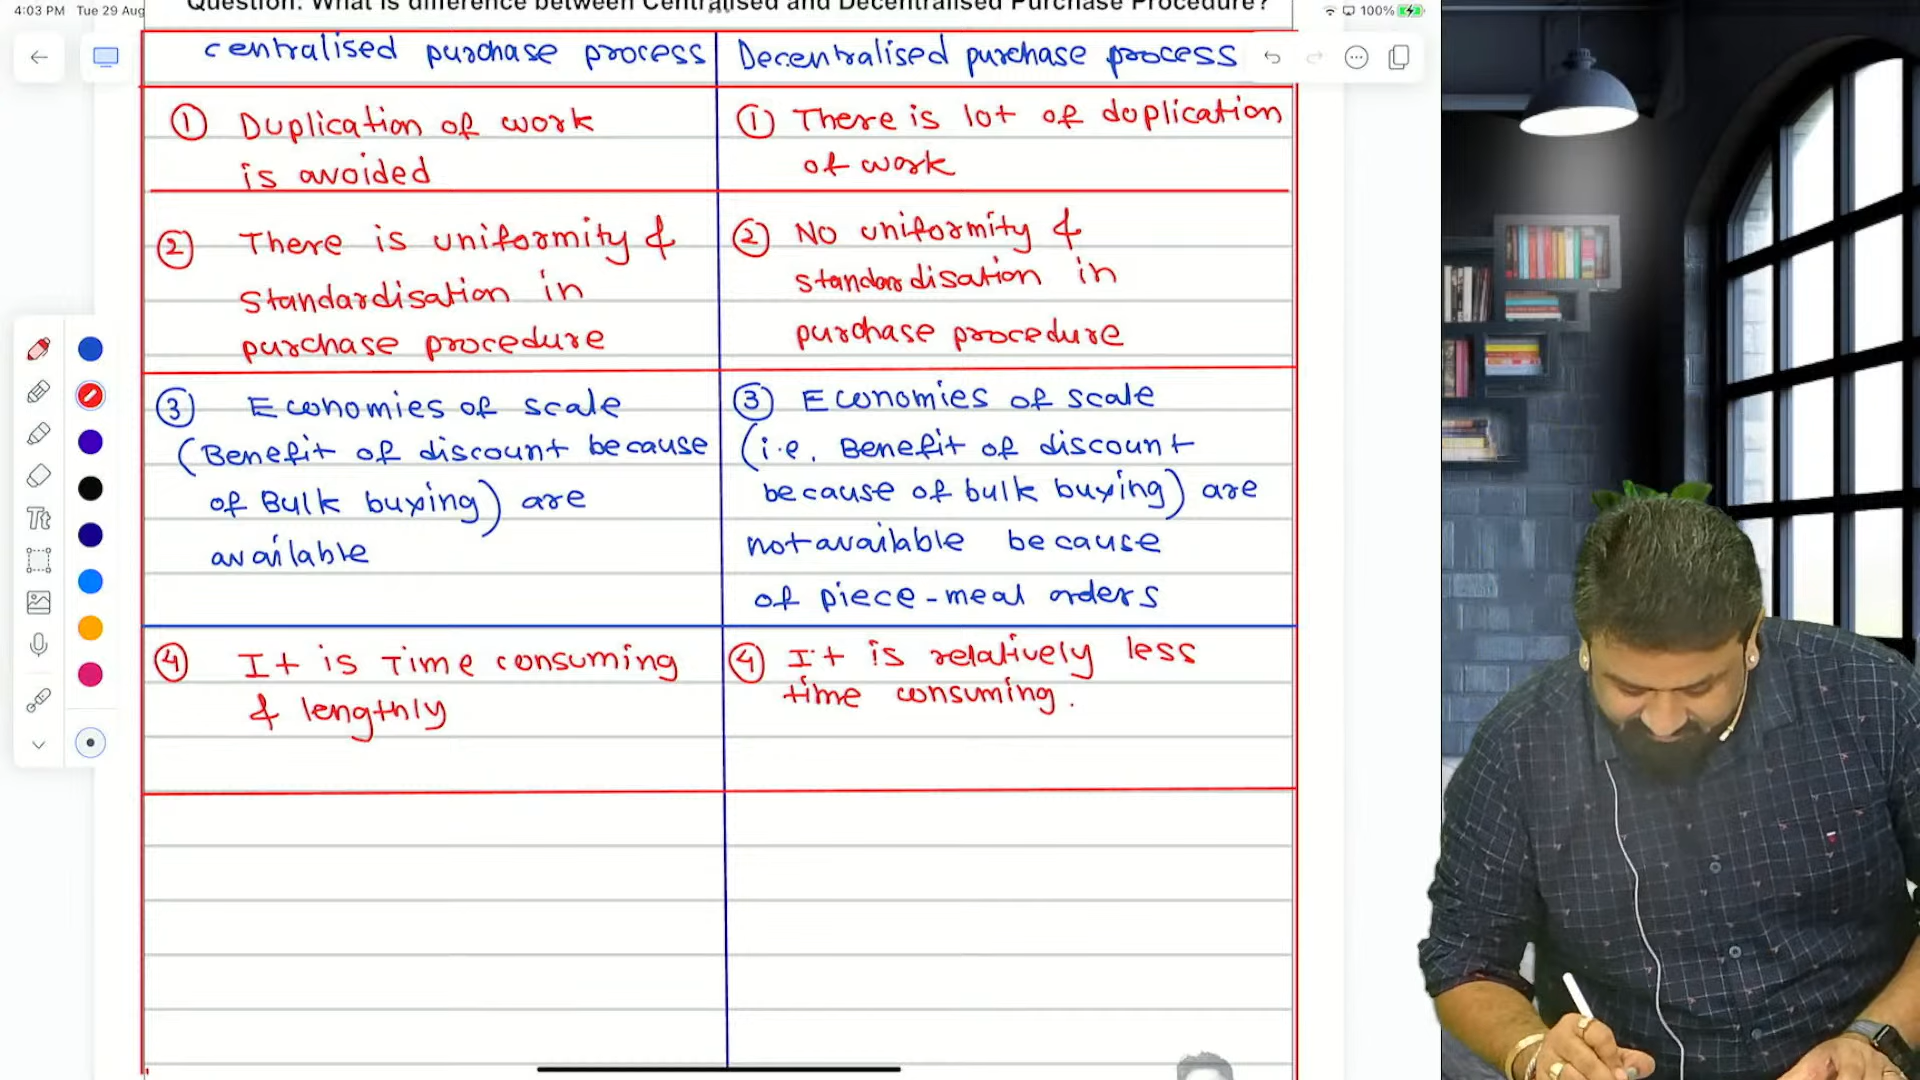 4:03 PM Tue 29 Aug
100%
Question: What is difference between Centralised and Decentralised Purchase Procedure?
centralised purchase process
Decentralised purchase process
① Duplication of work
is avoided
① There is lot of duplication
of work
② There is uniformity &
standardisation in
purchase procedure
② No uniformity &
standardisation in
purchase procedure
③ Economies of scale
(Benefit of discount because
of Bulk buying) are
available
③ Economies of scale
(i.e. Benefit of discount
because of bulk buying) are
not available because
of piece-meal orders
④ It is Time consuming
& lengthly
④ It is relatively less
time consuming.
Tt